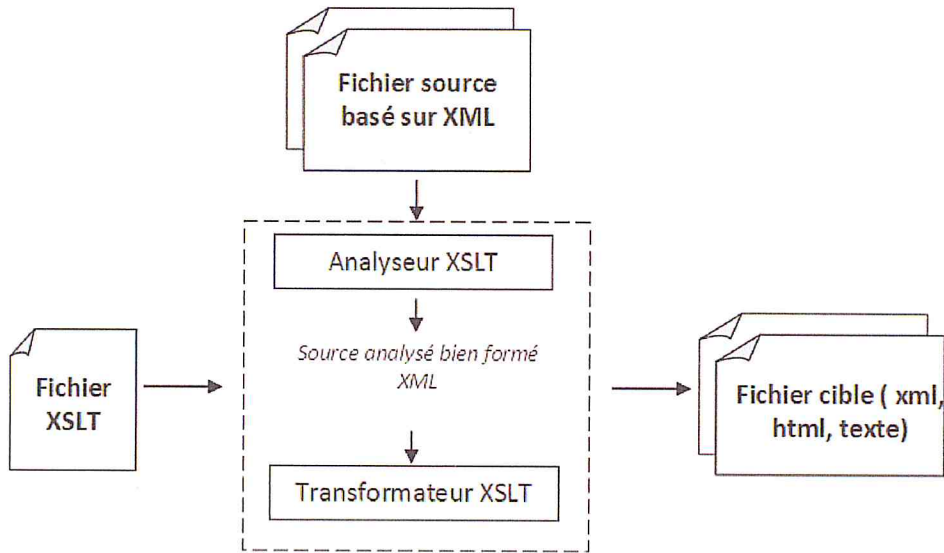 Fichier source
basé sur XML
Analyseur XSLT
Source analysé bien formé
XML
Fichier
XSLT
Fichier cible ( xml,
html, texte)
Transformateur XSLT